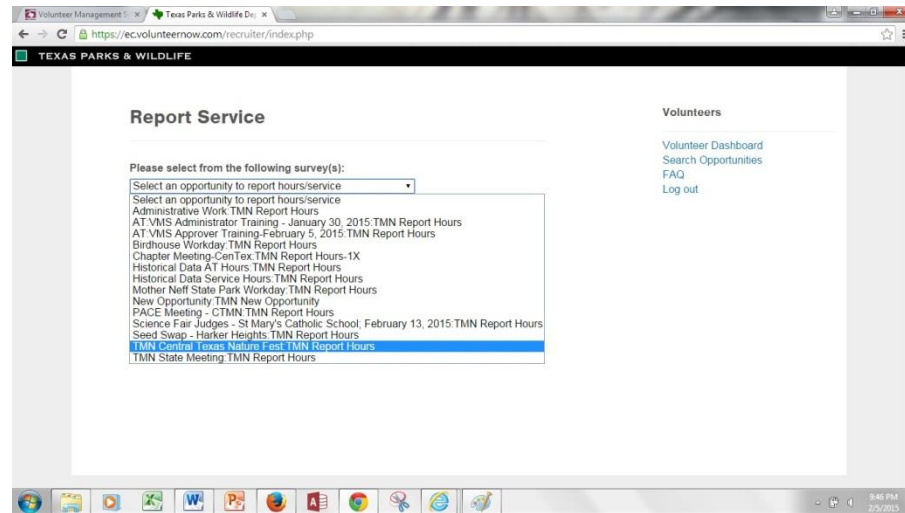 Volunteer Management S
Texas Parks & Wildlife De
https://ec.volunteernow.com/recruiter/index.php
TEXAS PARKS & WILDLIFE
Report Service
Please select from the following survey(s):
Select an opportunity to report hours/service
Select an opportunity to report hours/service
Administrative Work:TMN Report Hours
AT:VMS Administrator Training - January 30, 2015:TMN Report Hours
AT:VMS Approver Training-February 5, 2015:TMN Report Hours
Birdhouse Workday:TMN Report Hours
Chapter Meeting-CenTex:TMN Report Hours-1X
Historical Data AT Hours:TMN Report Hours
Historical Data Service Hours:TMN Report Hours
Mother Neff State Park Workday:TMN Report Hours
New Opportunity:TMN New Opportunity
PACE Meeting - CTMN:TMN Report Hours
Science Fair Judges - St Mary's Catholic School; February 13, 2015:TMN Report Hours
Seed Swap - Harker Heights:TMN Report Hours
TMN Central Texas Nature Fest:TMN Report Hours
TMN State Meeting:TMN Report Hours
Volunteers
Volunteer Dashboard
Search Opportunities
FAQ
Log out
9:46 PM
2/5/2015